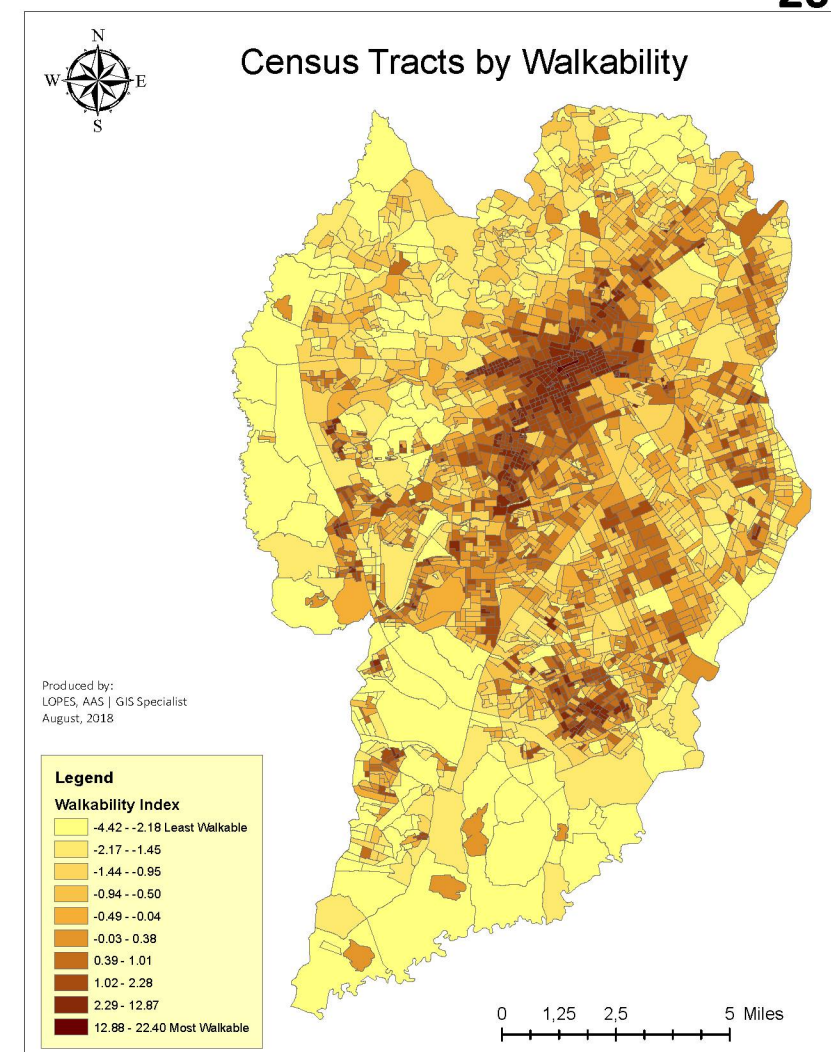 N
Census Tracts by Walkability
W E
S
Produced by:
LOPES, AAS | GIS Specialist
August, 2018
Legend
Walkability Index
-4.42 - -2.18 Least Walkable
-2.17 - -1.45
-1.44 - -0.95
-0.94 - -0.50
-0.49 - -0.04
-0.03 - 0.38
0.39 - 1.01
1.02 - 2.28
2.29 - 12.87
12.88 - 22.40 Most Walkable
0 1,25 2,5 5 Miles